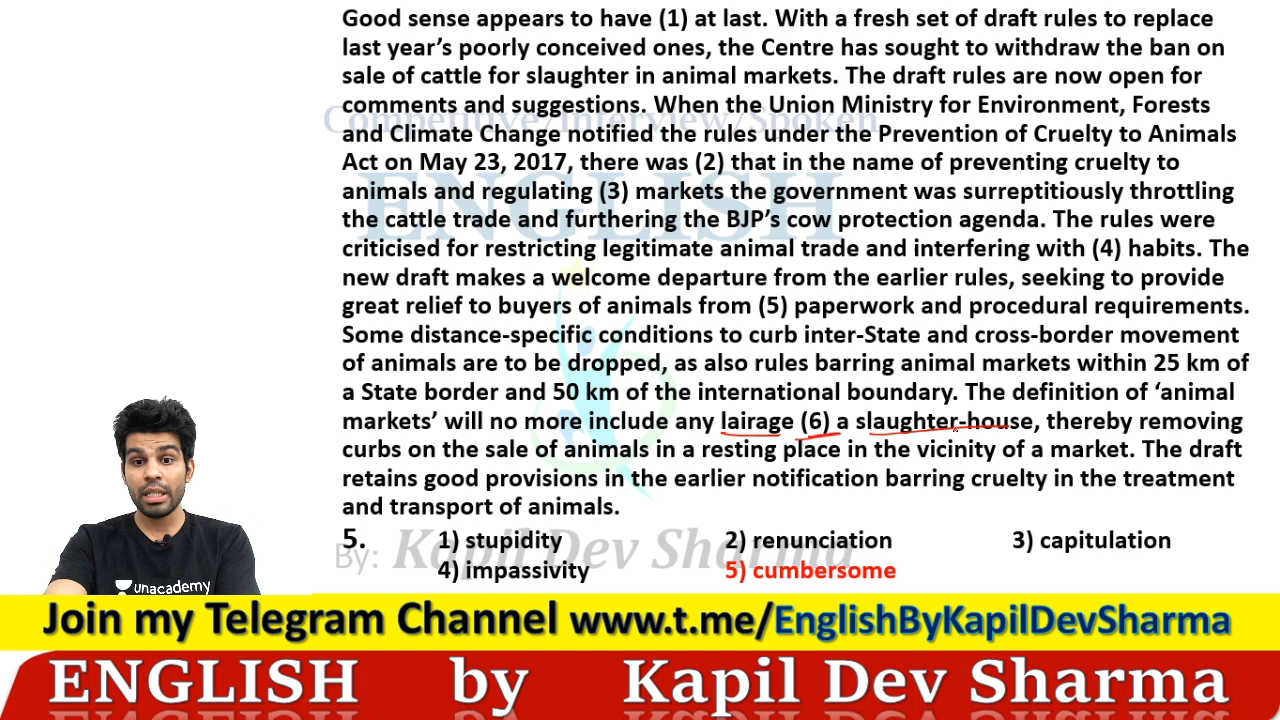 Good sense appears to have (1) at last. With a fresh set of draft rules to replace
last year’s poorly conceived ones, the Centre has sought to withdraw the ban on
sale of cattle for slaughter in animal markets. The draft rules are now open for
comments and suggestions. When the Union Ministry for Environment, Forests
Competitive/Interview/Spoken
and Climate Change notified the rules under the Prevention of Cruelty to Animals
Act on May 23, 2017, there was (2) that in the name of preventing cruelty to
animals and regulating (3) markets the government was surreptitiously throttling
ENGLISH
the cattle trade and furthering the BJP’s cow protection agenda. The rules were
criticised for restricting legitimate animal trade and interfering with (4) habits. The
new draft makes a welcome departure from the earlier rules, seeking to provide
great relief to buyers of animals from (5) paperwork and procedural requirements.
Some distance-specific conditions to curb inter-State and cross-border movement
of animals are to be dropped, as also rules barring animal markets within 25 km of
a State border and 50 km of the international boundary. The definition of ‘animal
markets’ will no more include any lairage (6) a slaughter-house, thereby removing
curbs on the sale of animals in a resting place in the vicinity of a market. The draft
retains good provisions in the earlier notification barring cruelty in the treatment
and transport of animals.
5. 1) stupidity 2) renunciation 3) capitulation
By: Kapil Dev Sharma
4) impassivity 5) cumbersome
unacademy
Join my Telegram Channel www.t.me/EnglishByKapilDevSharma
ENGLISH by Kapil Dev Sharma